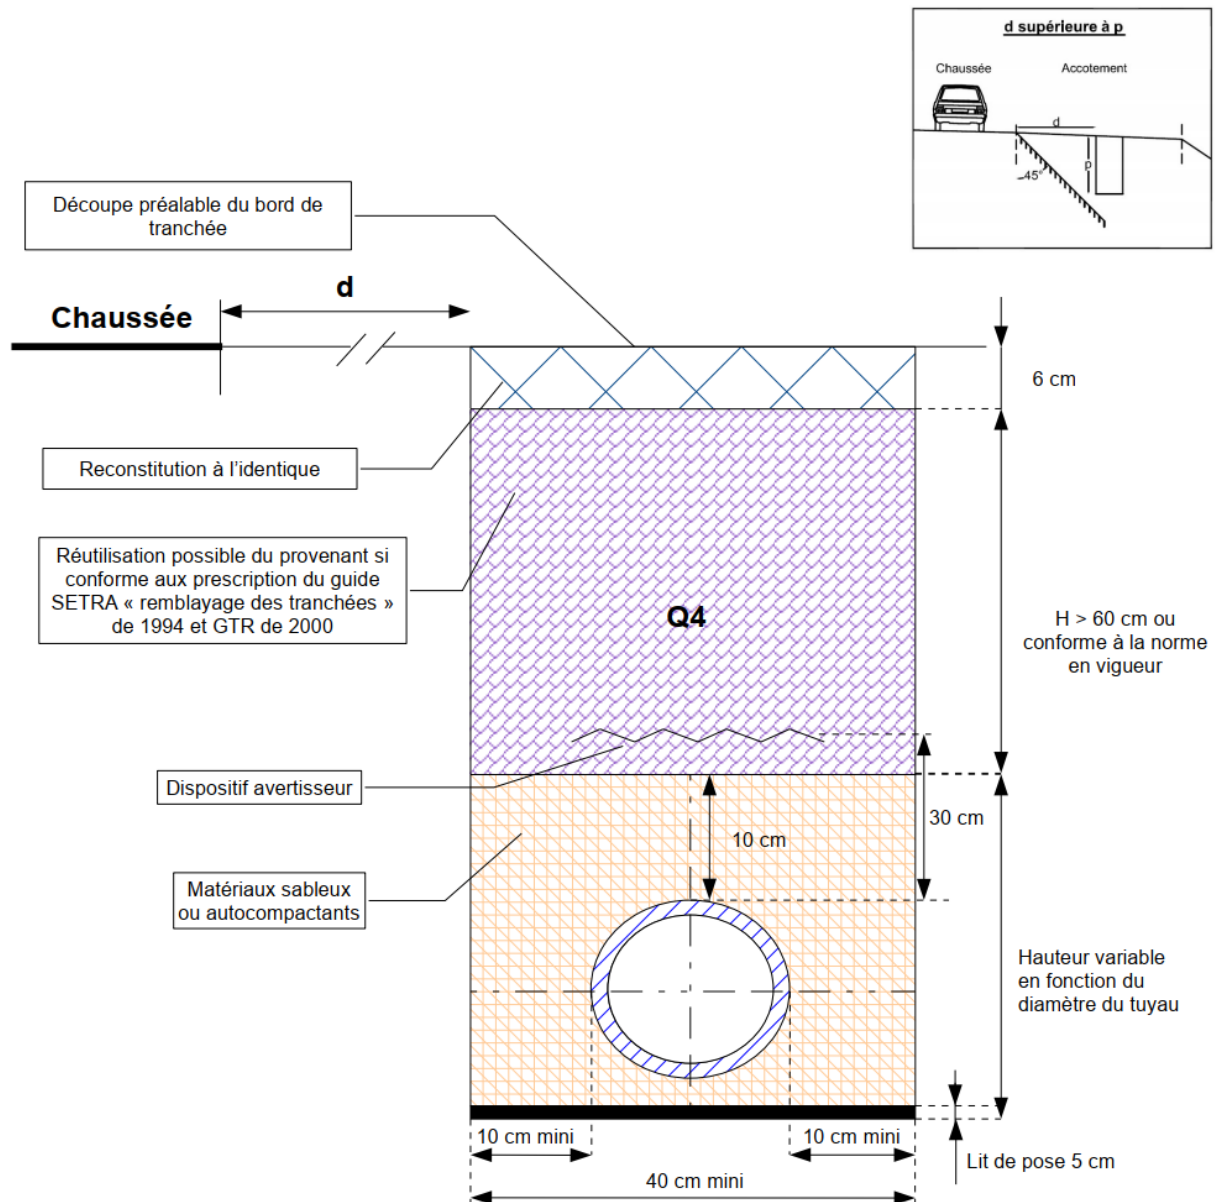 d supérieure à p
Chaussée
Accotement
d
p
45°
Découpe préalable du bord de
tranchée
d
Chaussée
6 cm
Reconstitution à l'identique
Réutilisation possible du provenant si
conforme aux prescription du guide
SETRA « remblayage des tranchées »
de 1994 et GTR de 2000
Q4
H > 60 cm ou
conforme à la norme
en vigueur
Dispositif avertisseur
10 cm
30 cm
Matériaux sableux
ou autocompactants
Hauteur variable
en fonction du
diamètre du tuyau
10 cm mini
10 cm mini
Lit de pose 5 cm
40 cm mini